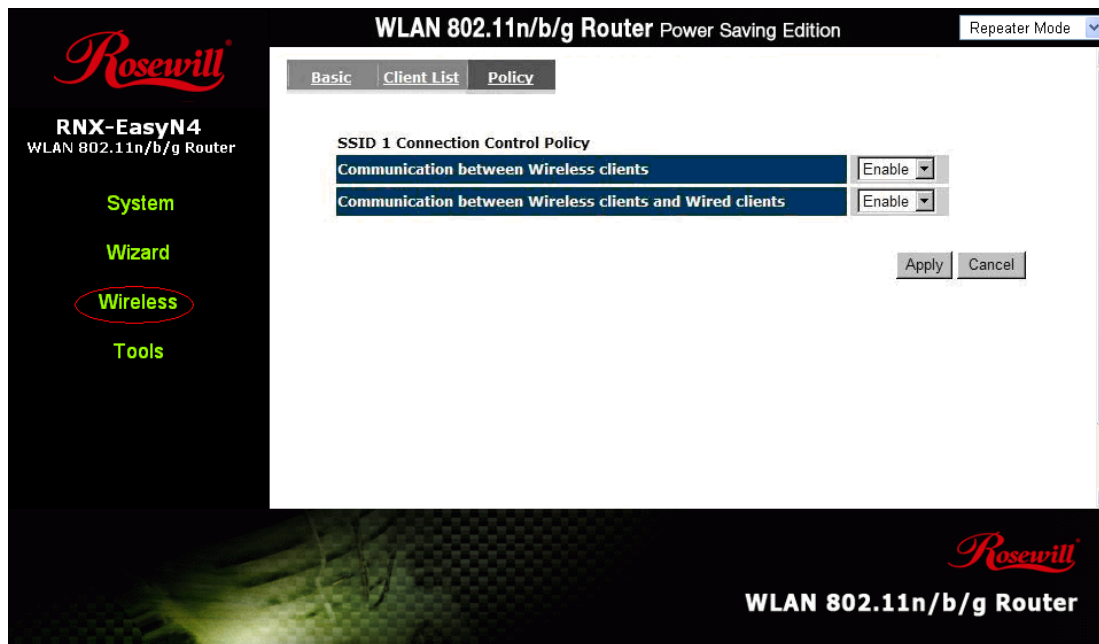 Rosewill
WLAN 802.11n/b/g Router Power Saving Edition
Repeater Mode
RNX-EasyN4
WLAN 802.11n/b/g Router
System
Wizard
Wireless
Tools
Basic Client List Policy
SSID 1 Connection Control Policy
Communication between Wireless clients Enable
Communication between Wireless clients and Wired clients Enable
Apply Cancel
Rosewill
WLAN 802.11n/b/g Router